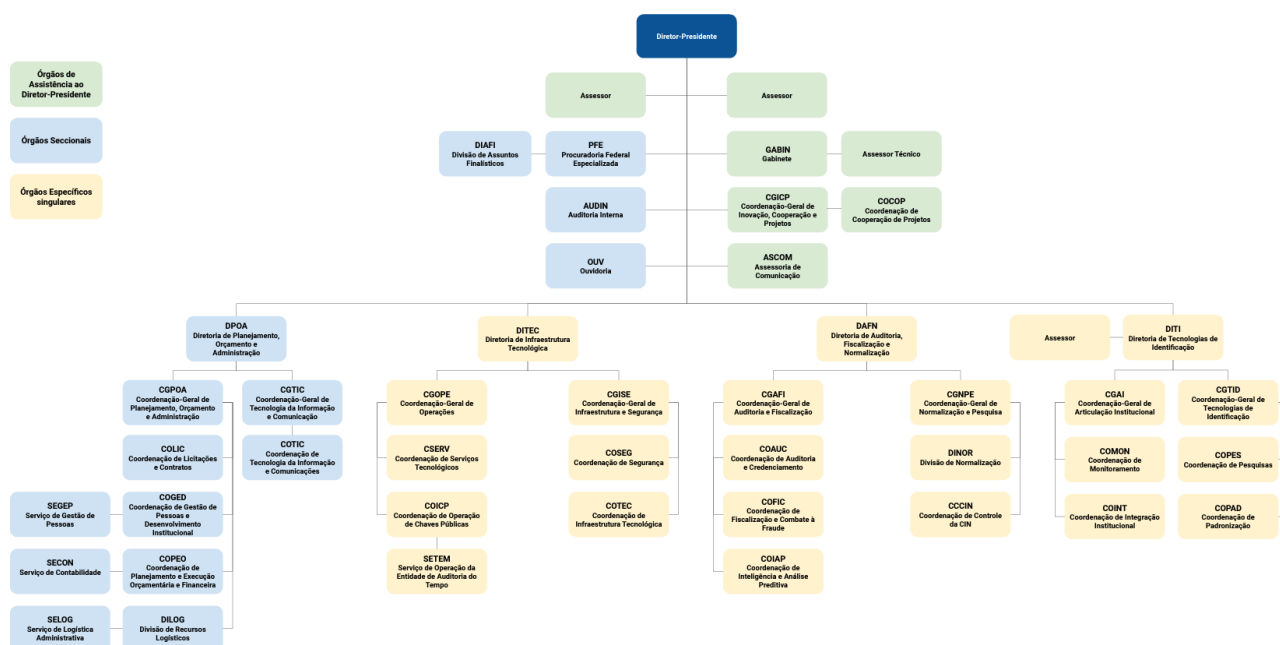 Diretor-Presidente
Órgãos de
Assistência ao
Diretor-Presidente
Órgãos Seccionais
Órgãos Específicos
singulares
Assessor
Assessor
DIAFI
Divisão de Assuntos
Finalísticos
PFE
Procuradoria Federal
Especializada
GABIN
Gabinete
Assessor Técnico
AUDIN
Auditoria Interna
CGICP
Coordenação-Geral de
Inovação, Cooperação e
Projetos
COCOP
Coordenação de
Cooperação de Projetos
OUV
Ouvidoria
ASCOM
Assessoria de
Comunicação
DPOA
Diretoria de Planejamento,
Orçamento e
Administração
DITEC
Diretoria de Infraestrutura
Tecnológica
DAFN
Diretoria de Auditoria,
Fiscalização e
Normalização
Assessor
DITI
Diretoria de Tecnologias de
Identificação
CGPOA
Coordenação-Geral de
Planejamento, Orçamento
e Administração
CGTIC
Coordenação-Geral de
Tecnologia da Informação
e Comunicação
CGOPE
Coordenação-Geral de
Operações
CGISE
Coordenação-Geral de
Infraestrutura e Segurança
CGAFI
Coordenação-Geral de
Auditoria e Fiscalização
CGNPE
Coordenação-Geral de
Normalização e Pesquisa
CGAI
Coordenação-Geral de
Articulação Institucional
CGTID
Coordenação-Geral de
Tecnologias de
Identificação
COLIC
Coordenação de Licitações
e Contratos
COTIC
Coordenação de
Tecnologia da Informação
e Comunicações
CSERV
Coordenação de Serviços
Tecnológicos
COSEG
Coordenação de Segurança
COAUC
Coordenação de Auditoria
e Credenciamento
DINOR
Divisão de Normalização
COMON
Coordenação de
Monitoramento
COPES
Coordenação de Pesquisas
SEGEP
Serviço de Gestão de
Pessoas
COGED
Coordenação de Gestão de
Pessoas e
Desenvolvimento
Institucional
COICP
Coordenação de Operação
de Chaves Públicas
COTEC
Coordenação de
Infraestrutura Tecnológica
COFIC
Coordenação de
Fiscalização e Combate à
Fraude
CCCIN
Coordenação de Controle
da CIN
COINT
Coordenação de Integração
Institucional
COPAD
Coordenação de
Padronização
SECON
Serviço de Contabilidade
COPEO
Coordenação de
Planejamento e Execução
Orçamentária e Financeira
SETEM
Serviço de Operação da
Entidade de Auditoria do
Tempo
COIAP
Coordenação de
Inteligência e Análise
Preditiva
SELOG
Serviço de Logística
Administrativa
DILOG
Divisão de Recursos
Logísticos